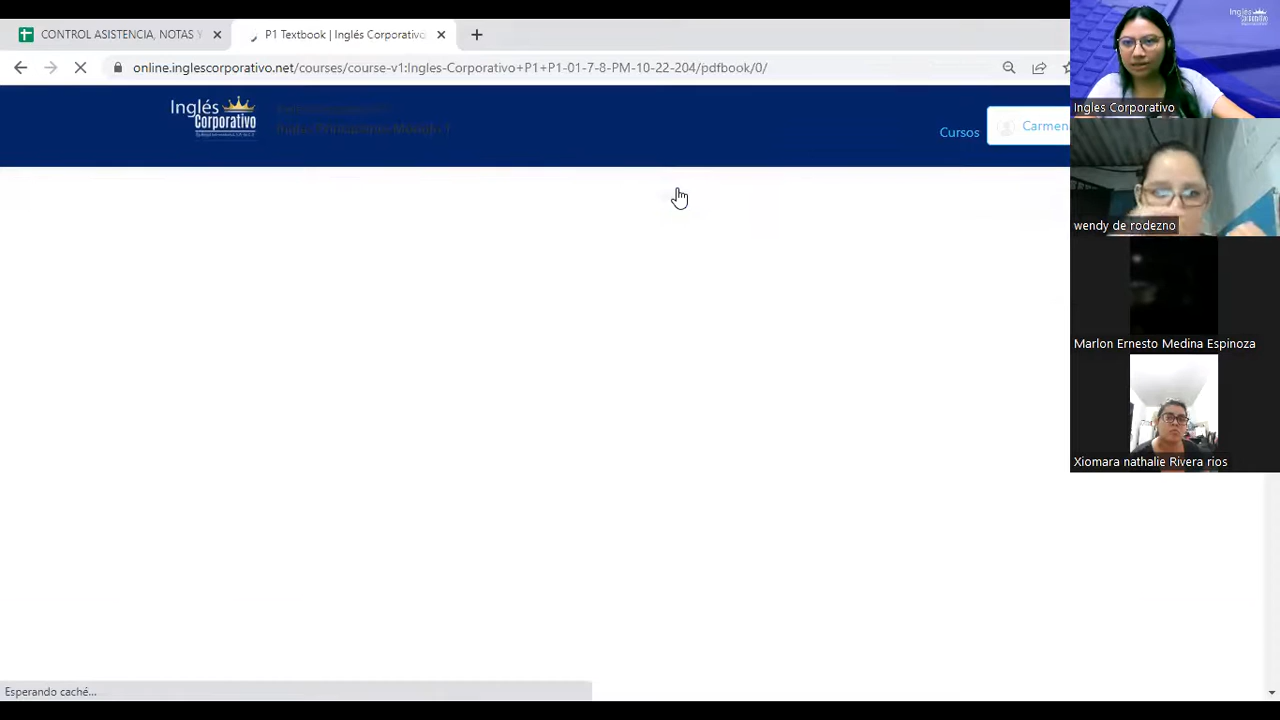 CONTROL ASISTENCIA, NOTAS Y
P1 Textbook | Inglés Corporativo
online.inglescorporativo.net/courses/course-v1:Ingles-Corporativo+P1+P1-01-7-8-PM-10-22-204/pdfbook/0/
Inglés
Corporativo
Cursos
Carmen
Inglés
Ingles Corporativo
wendy de rodezno
Marlon Ernesto Medina Espinoza
Xiomara nathalie Rivera rios
Esperando caché...